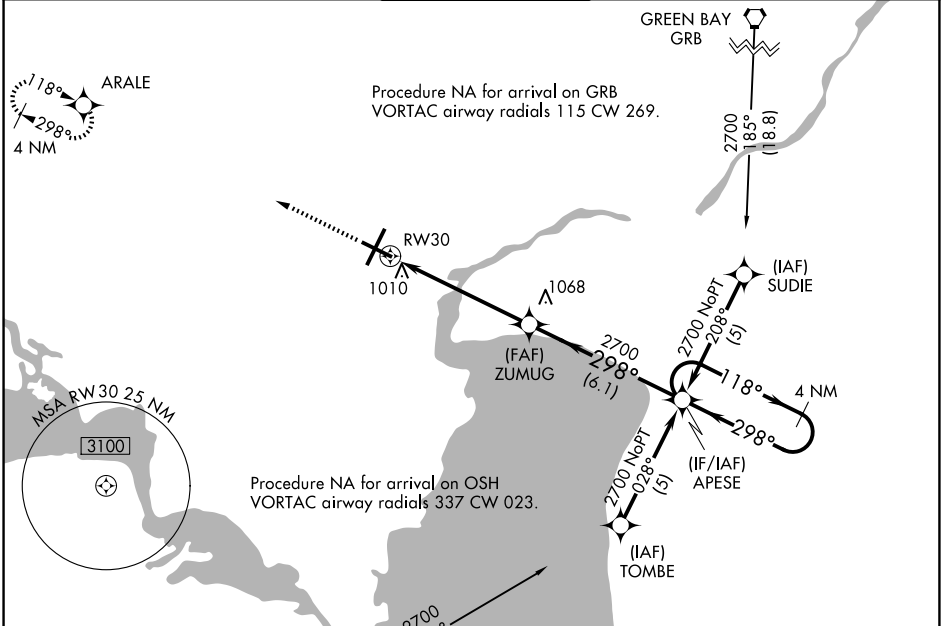 GREEN BAY
GRB
118°
ARALE
298°
4 NM
Procedure NA for arrival on GRB
VORTAC airway radials 115 CW 269.
2700
185°
(18.8)
RW30
1010
1068
(IAF)
SUDIE
2700 NoPT
208°
(5)
(FAF)
ZUMUG
2700
298°
(6.1)
118°
4 NM
298°
(IF/IAF)
APESE
MSA RW30 25 NM
3100
Procedure NA for arrival on OSH
VORTAC airway radials 337 CW 023.
2700 NoPT
028°
(5)
(IAF)
TOMBE
2700